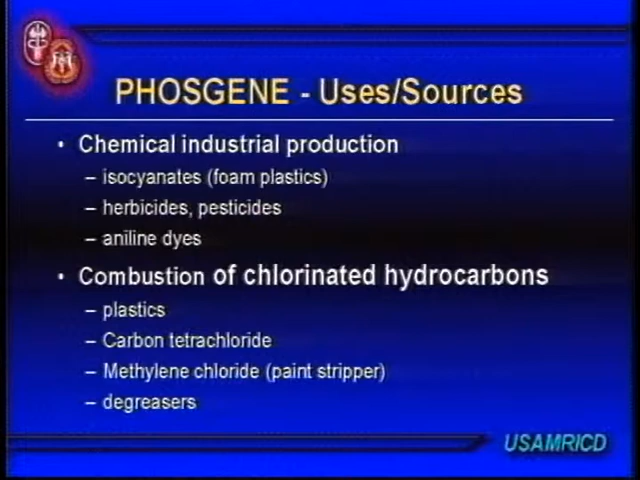 PHOSGENE - Uses/Sources
• Chemical industrial production
– isocyanates (foam plastics)
– herbicides, pesticides
– aniline dyes
• Combustion of chlorinated hydrocarbons
– plastics
– Carbon tetrachloride
– Methylene chloride (paint stripper)
– degreasers
USAMRICD